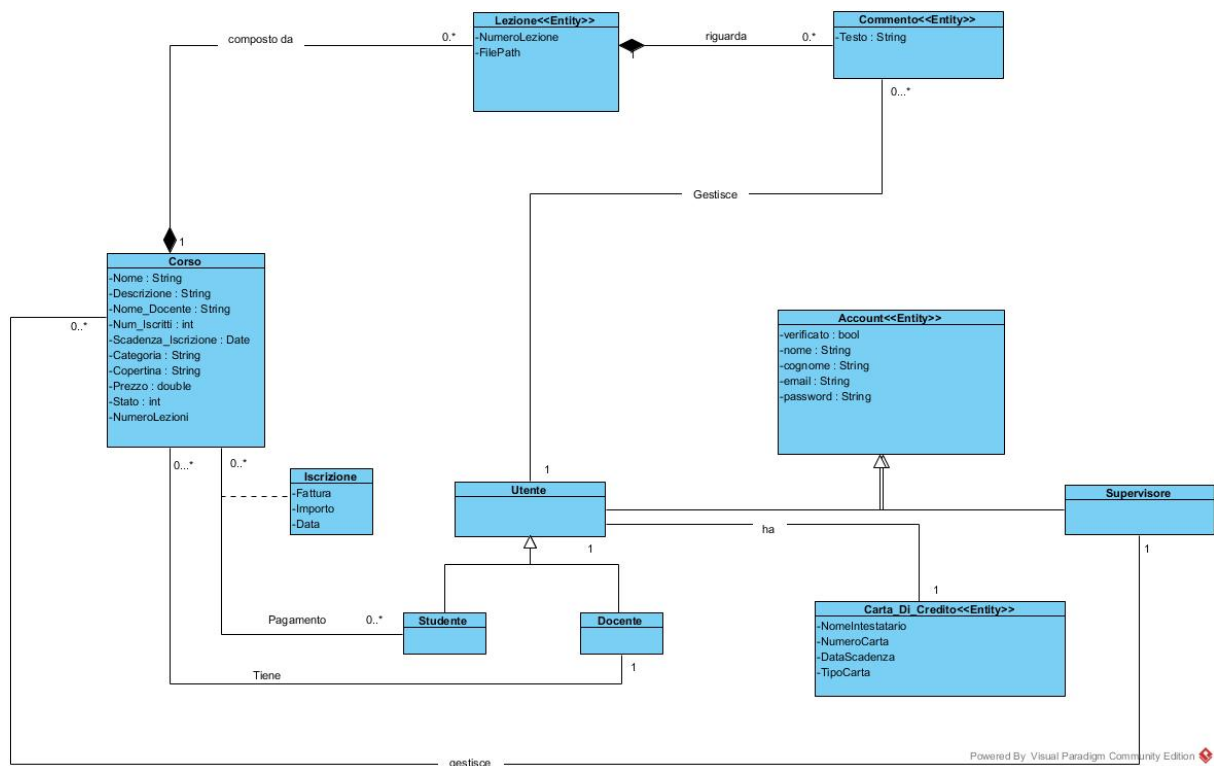 Lezione<<Entity>>
-NumeroLezione
-FilePath
Commento<<Entity>>
-Testo : String
composto da
0.*
riguarda
0..*
1
0...*
Gestisce
1
1
Corso
-Nome : String
-Descrizione : String
-Nome_Docente : String
-Num_Iscritti : int
-Scadenza_Iscrizione : Date
-Categoria : String
-Copertina : String
-Prezzo : double
-Stato : int
-NumeroLezioni
0..*
0...*
0..*
Iscrizione
-Fattura
-Importo
-Data
Account<<Entity>>
-verificato : bool
-nome : String
-cognome : String
-email : String
-password : String
Utente
Supervisore
ha
1
1
1
Carta_Di_Credito<<Entity>>
-NomeIntestatario
-NumeroCarta
-DataScadenza
-TipoCarta
Pagamento
0..*
Studente
Docente
1
Tiene
gestisce
Powered By Visual Paradigm Community Edition